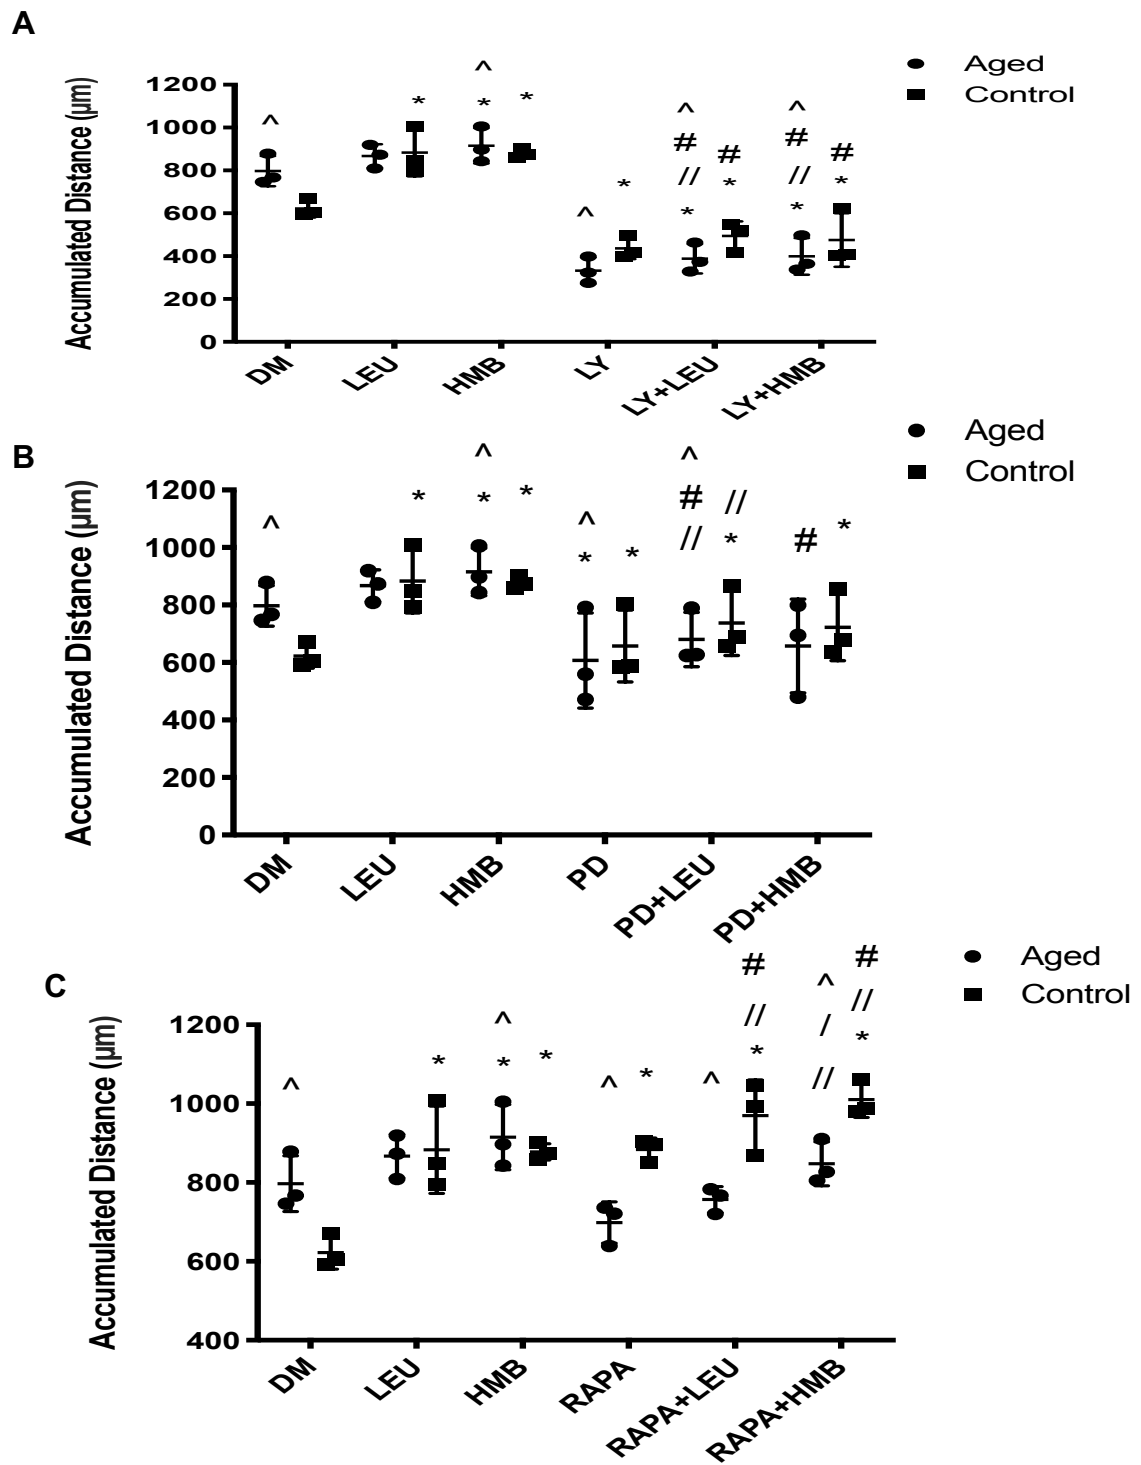 A
Accumulated Distance (µm)
1200
1000
800
600
400
200
0
^
*
^
*
*
^
*
^
#
//
*
#
*
^
#
//
*
#
*
Aged
Control
DM
LEU
HMB
LY
LY+LEU
LY+HMB
B
Accumulated Distance (µm)
1200
1000
800
600
400
200
0
^
*
^
*
*
^
*
*
^
#
//
//
*
#
*
Aged
Control
DM
LEU
HMB
PD
PD+LEU
PD+HMB
C
Accumulated Distance (µm)
1200
1000
800
600
400
^
*
^
*
*
^
*
^
#
//
*
^
/
//
#
//
*
Aged
Control
DM
LEU
HMB
RAPA
RAPA+LEU
RAPA+HMB